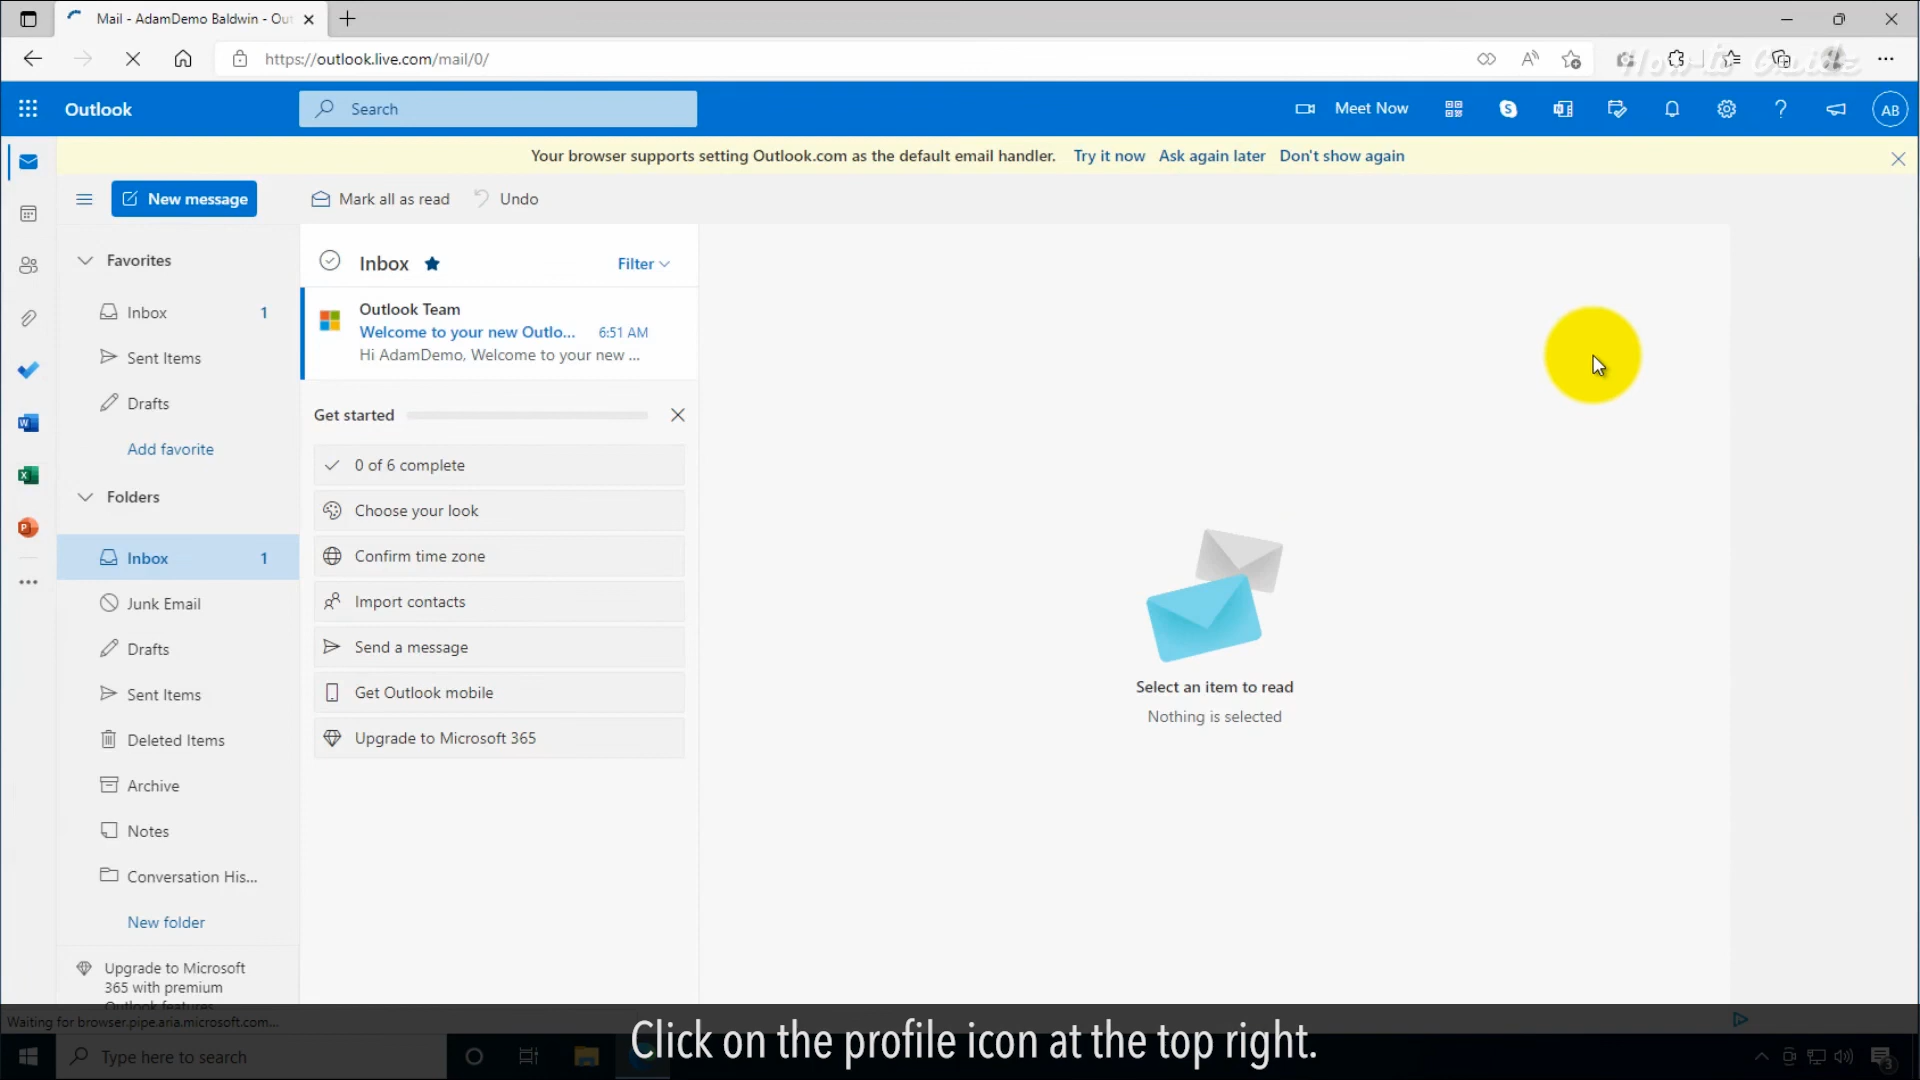 Mail - AdamDemo Baldwin - Ou
https://outlook.live.com/mail/0/
How to Guide
Outlook
Search
Meet Now
AB
Your browser supports setting Outlook.com as the default email handler. Try it now Ask again later Don't show again
New message
Mark all as read
Undo
Favorites
Inbox 1
Sent Items
Drafts
Add favorite
Folders
Inbox 1
Junk Email
Drafts
Sent Items
Deleted Items
Archive
Notes
Conversation His...
New folder
Upgrade to Microsoft
365 with premium
Outlook features
Inbox
Filter
Outlook Team
Welcome to your new Outlo... 6:51 AM
Hi AdamDemo, Welcome to your new ...
Get started
0 of 6 complete
Choose your look
Confirm time zone
Import contacts
Send a message
Get Outlook mobile
Upgrade to Microsoft 365
Select an item to read
Nothing is selected
Waiting for browser.pipe.aria.microsoft.com...
Click on the profile icon at the top right.
Type here to search
3